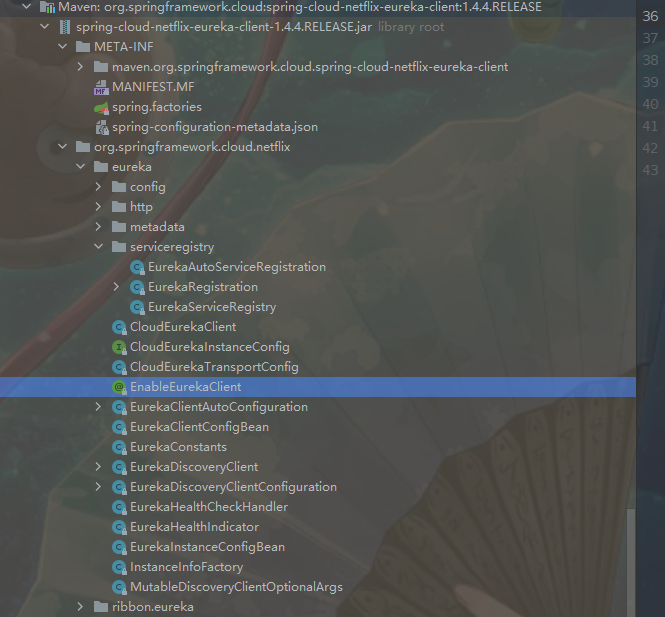 Maven: org.springframework.cloud:spring-cloud-netflix-eureka-client:1.4.4.RELEASE
spring-cloud-netflix-eureka-client-1.4.4.RELEASE.jar library root
META-INF
maven.org.springframework.cloud.spring-cloud-netflix-eureka-client
MANIFEST.MF
spring.factories
spring-configuration-metadata.json
org.springframework.cloud.netflix
eureka
config
http
metadata
serviceregistry
EurekaAutoServiceRegistration
EurekaRegistration
EurekaServiceRegistry
CloudEurekaClient
CloudEurekaInstanceConfig
CloudEurekaTransportConfig
EnableEurekaClient
EurekaClientAutoConfiguration
EurekaClientConfigBean
EurekaConstants
EurekaDiscoveryClient
EurekaDiscoveryClientConfiguration
EurekaHealthCheckHandler
EurekaHealthIndicator
EurekaInstanceConfigBean
InstanceInfoFactory
MutableDiscoveryClientOptionalArgs
ribbon.eureka
36
37
38
39
40
41
42
43